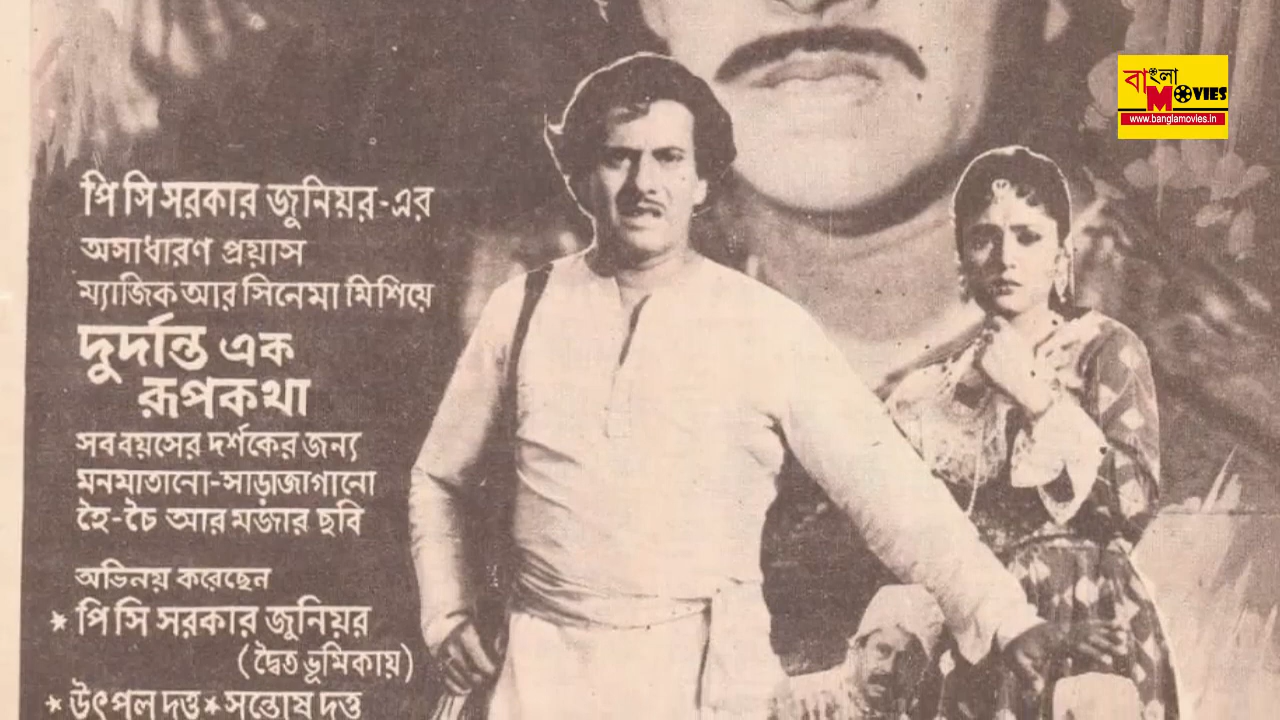 পি সি সরকার জুনিয়র-এর
অসাধারণ প্রয়াস
ম্যাজিক আর সিনেমা মিশিয়ে
দুর্দান্ত এক
রূপকথা
সব বয়সের দর্শকের জন্য
মনমাতানো-সাড়াজাগানো
হৈ-চৈ আর মজার ছবি
অভিনয় করেছেন
* পি সি সরকার জুনিয়র
(দ্বৈত ভূমিকায়)
* উৎপল দত্ত * সন্তোষ দত্ত
বাংলা
MOVIES
www.banglamovies.in